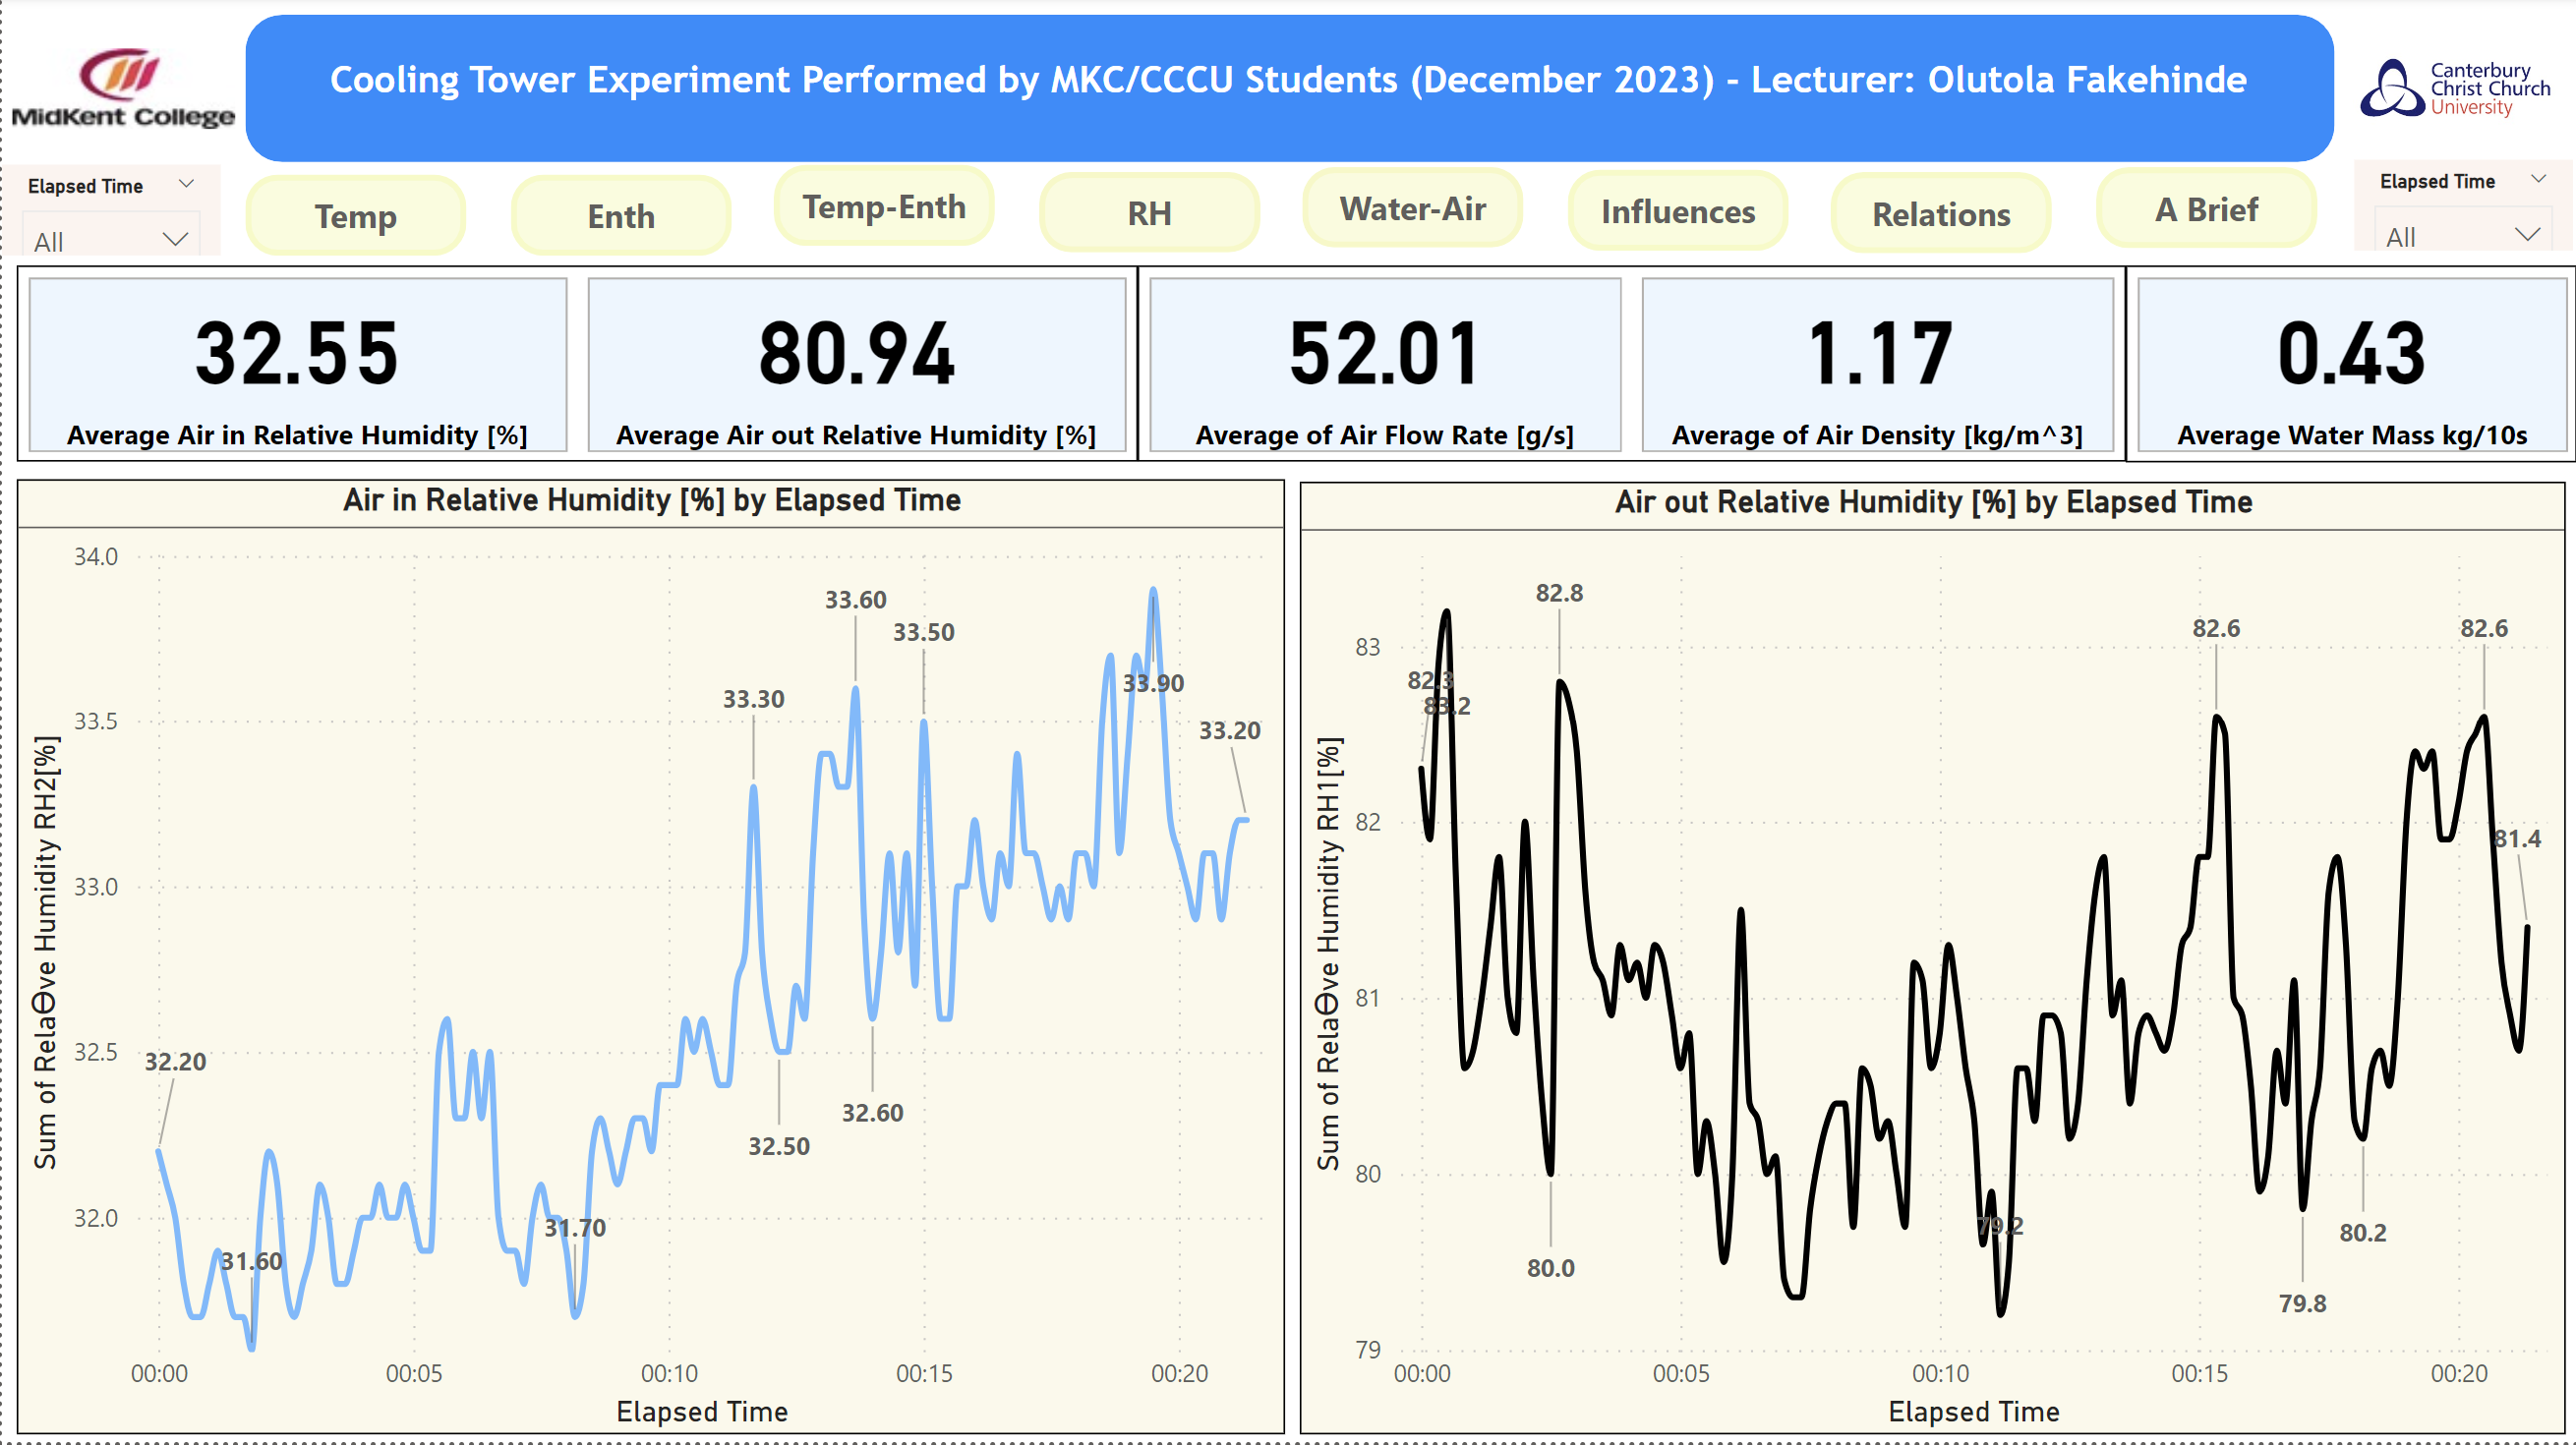 MidKent College
Cooling Tower Experiment Performed by MKC/CCCU Students (December 2023) - Lecturer: Olutola Fakehinde
Canterbury
Christ Church
University
Elapsed Time
All
Temp
Enth
Temp-Enth
RH
Water-Air
Influences
Relations
A Brief
Elapsed Time
All
32.55
Average Air in Relative Humidity [%]
80.94
Average Air out Relative Humidity [%]
52.01
Average of Air Flow Rate [g/s]
1.17
Average of Air Density [kg/m^3]
0.43
Average Water Mass kg/10s
Air in Relative Humidity [%] by Elapsed Time
Sum of RelaƟve Humidity RH2[%]
34.0
33.5
33.0
32.5
32.0
32.20
31.60
31.70
33.30
32.50
33.60
32.60
33.50
33.90
33.20
00:00
00:05
00:10
00:15
00:20
Elapsed Time
Air out Relative Humidity [%] by Elapsed Time
Sum of RelaƟve Humidity RH1[%]
83
82
81
80
79
82.3
83.2
82.8
80.0
79.2
82.6
79.8
80.2
82.6
81.4
00:00
00:05
00:10
00:15
00:20
Elapsed Time